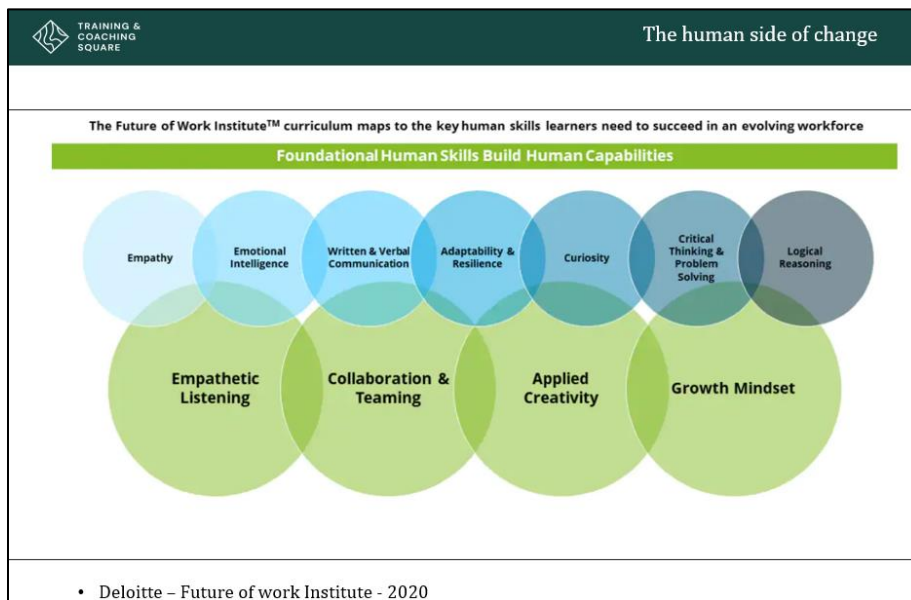 TRAINING &
COACHING
SQUARE
The human side of change
The Future of Work Institute™ curriculum maps to the key human skills learners need to succeed in an evolving workforce
Foundational Human Skills Build Human Capabilities
Empathy
Emotional
Intelligence
Written & Verbal
Communication
Adaptability &
Resilience
Curiosity
Critical
Thinking &
Problem
Solving
Logical
Reasoning
Empathetic
Listening
Collaboration &
Teaming
Applied
Creativity
Growth Mindset
• Deloitte – Future of work Institute - 2020